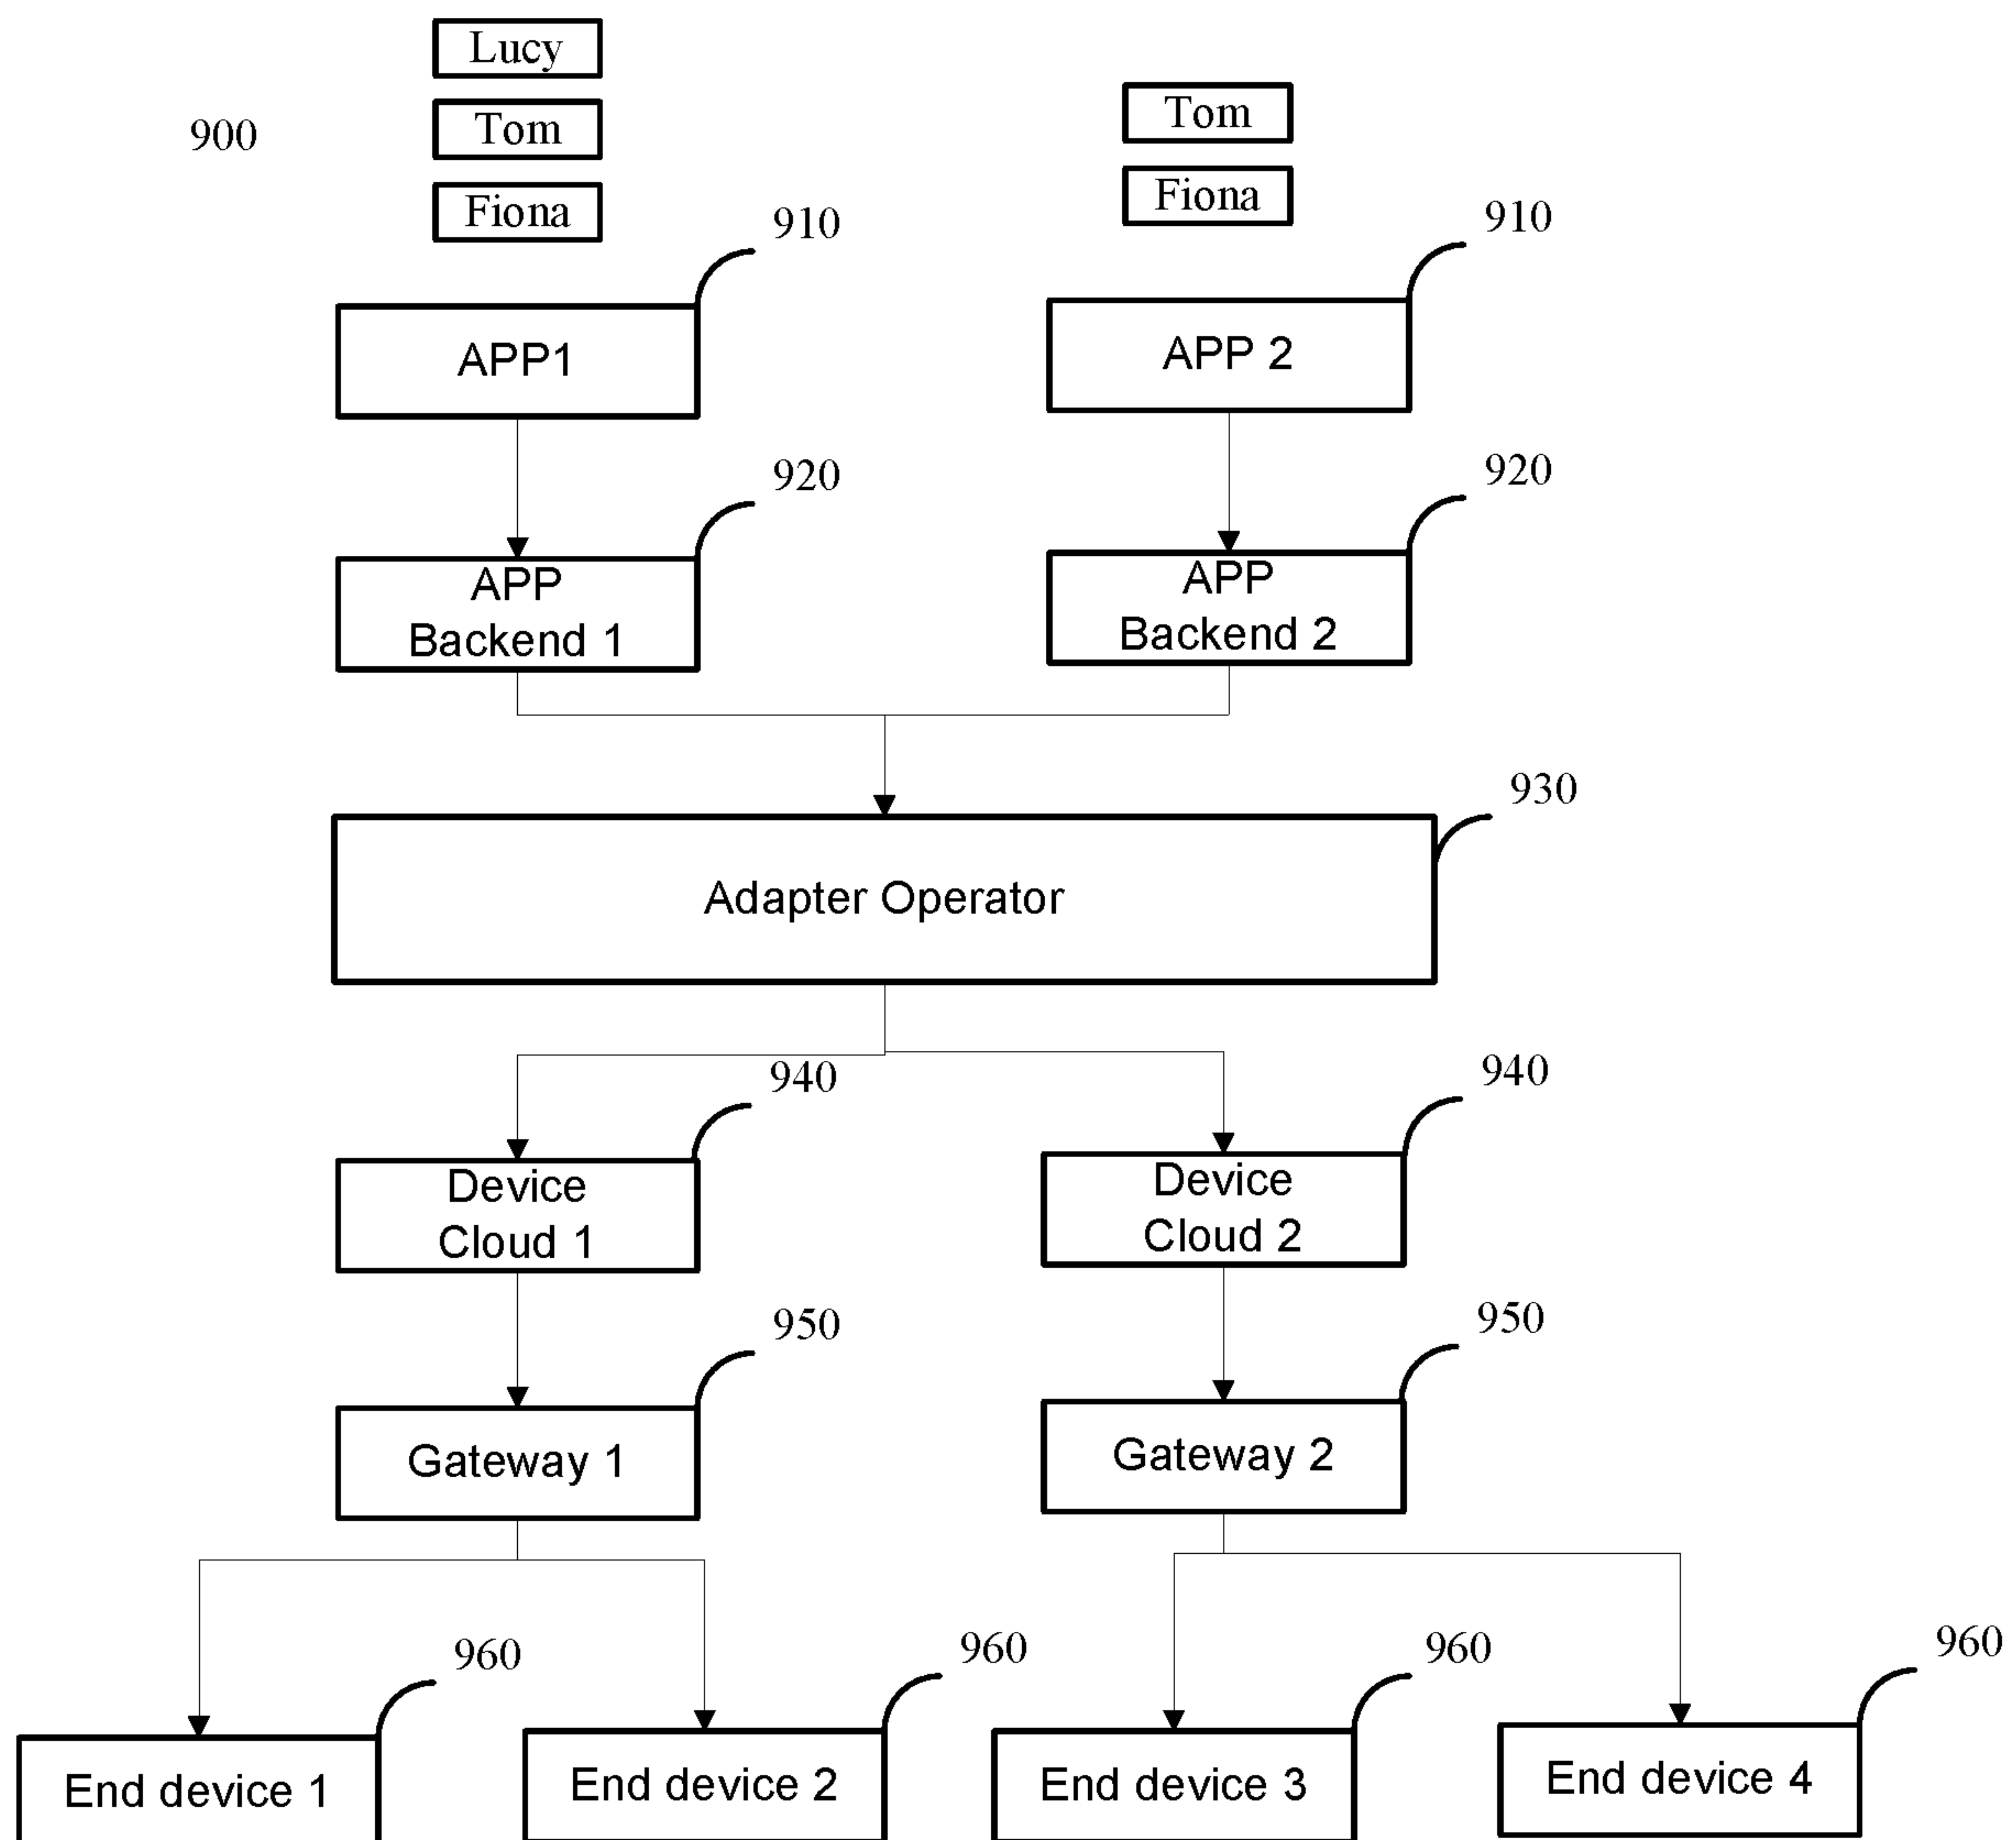 Lucy
900
Tom
Tom
Fiona
Fiona
910
910
APP1
APP 2
920
920
APP
Backend 1
APP
Backend 2
930
Adapter Operator
940
940
Device
Cloud 1
Device
Cloud 2
950
950
Gateway 1
Gateway 2
960
960
960
960
End device 1
End device 2
End device 3
End device 4